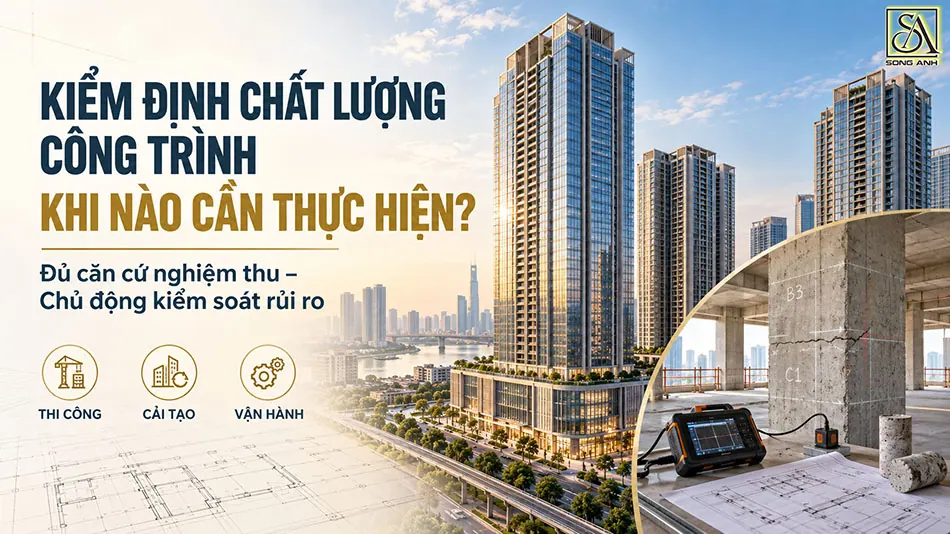 SA
SONG ANH
KIỂM ĐỊNH CHẤT LƯỢNG
CÔNG TRÌNH
KHI NÀO CẦN THỰC HIỆN?
Đủ căn cứ nghiệm thu –
Chủ động kiểm soát rủi ro
THI CÔNG
CẢI TẠO
VẬN HÀNH
B3
C1